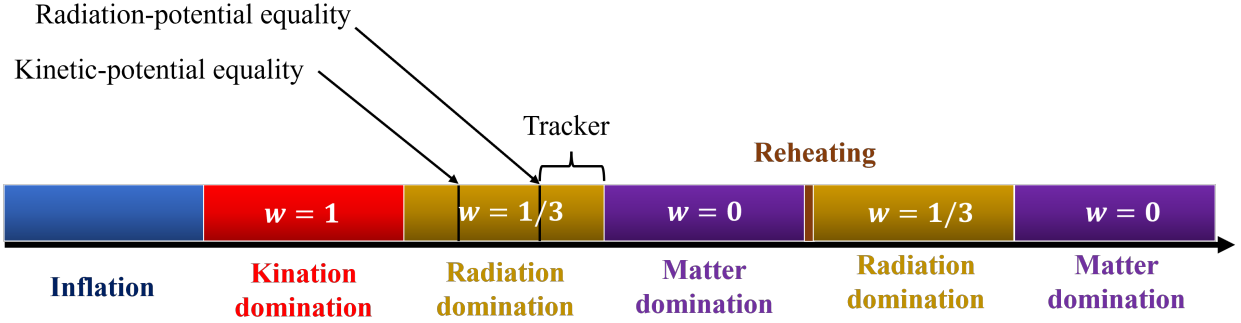 Radiation-potential equality
Kinetic-potential equality
Tracker
Reheating
w = 1
w = 1/3
w = 0
w = 1/3
w = 0
Inflation
Kination
domination
Radiation
domination
Matter
domination
Radiation
domination
Matter
domination